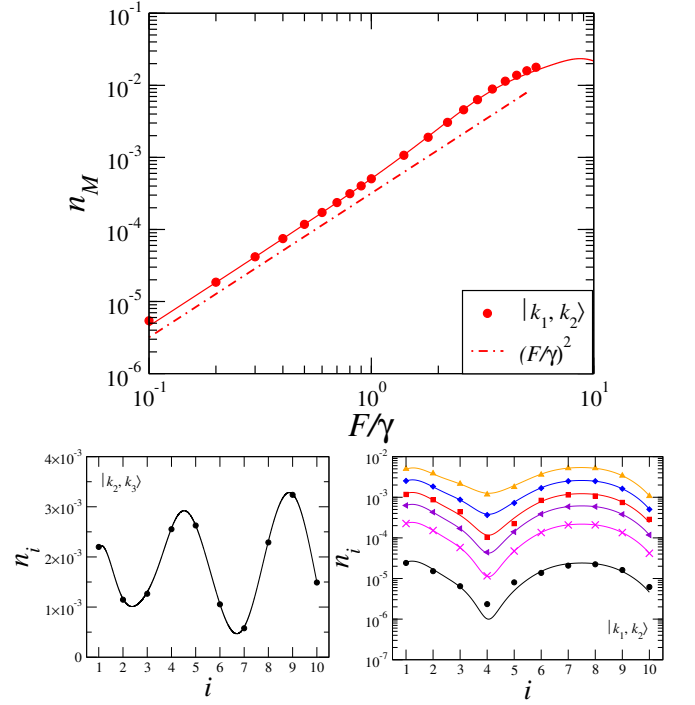 10^-1
10^-2
10^-3
10^-4
10^-5
10^-6
n_M
|k_1, k_2⟩
(F/γ)^2
10^-1 10^0 10^1
F/γ
4×10^-3
3×10^-3
2×10^-3
1×10^-3
0
n_i
|k_2, k_3⟩
1 2 3 4 5 6 7 8 9 10
i
10^-2
10^-3
10^-4
10^-5
10^-6
10^-7
n_i
|k_1, k_2⟩
1 2 3 4 5 6 7 8 9 10
i